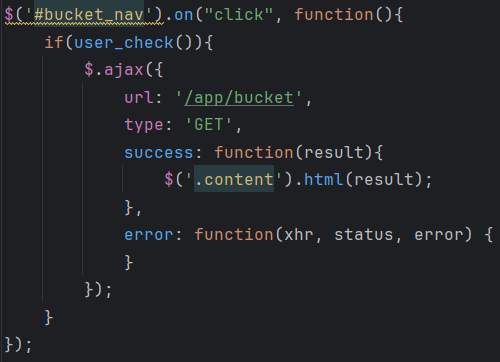 $('#bucket_nav').on("click", function(){
    if(user_check()){
        $.ajax({
            url: '/app/bucket',
            type: 'GET',
            success: function(result){
                $('.content').html(result);
            },
            error: function(xhr, status, error) {
            }
        });
    }
});